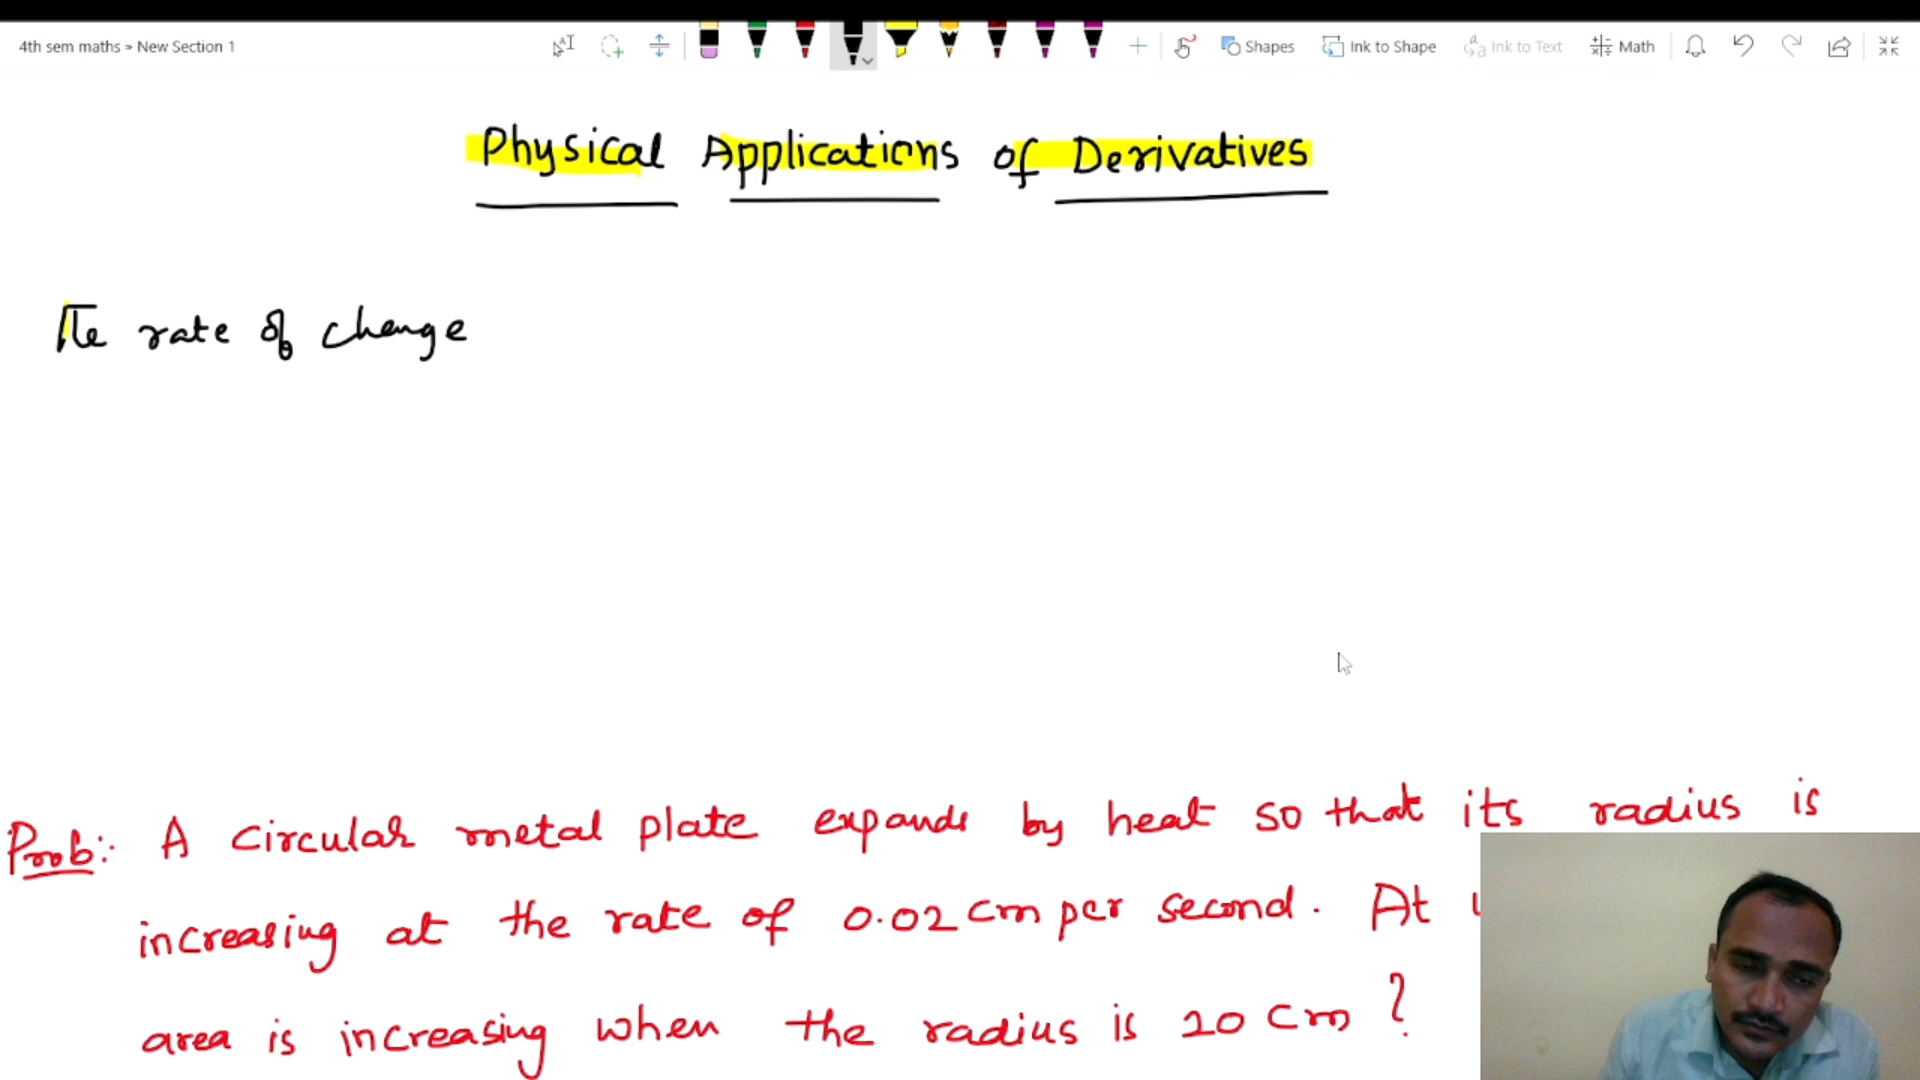 4th sem maths » New Section 1
Shapes Ink to Shape Ink to Text Math
Physical Applications of Derivatives
The rate of change
Prob: A circular metal plate expands by heat so that its radius is
increasing at the rate of 0.02 cm per second. At
area is increasing when the radius is 20 cm ?